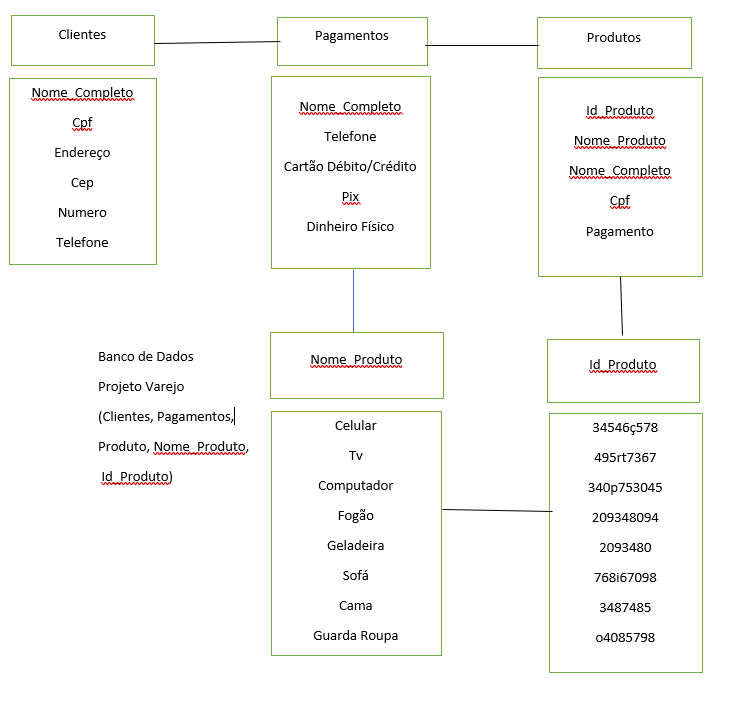 Clientes
Nome_Completo
Cpf
Endereço
Cep
Numero
Telefone
Pagamentos
Nome_Completo
Telefone
Cartão Débito/Crédito
Pix
Dinheiro Físico
Produtos
Id_Produto
Nome_Produto
Nome_Completo
Cpf
Pagamento
Banco de Dados
Projeto Varejo
(Clientes, Pagamentos,
Produto, Nome_Produto,
Id_Produto)
Nome_Produto
Celular
Tv
Computador
Fogão
Geladeira
Sofá
Cama
Guarda Roupa
Id_Produto
34546ç578
495rt7367
340p753045
209348094
2093480
768i67098
3487485
o4085798